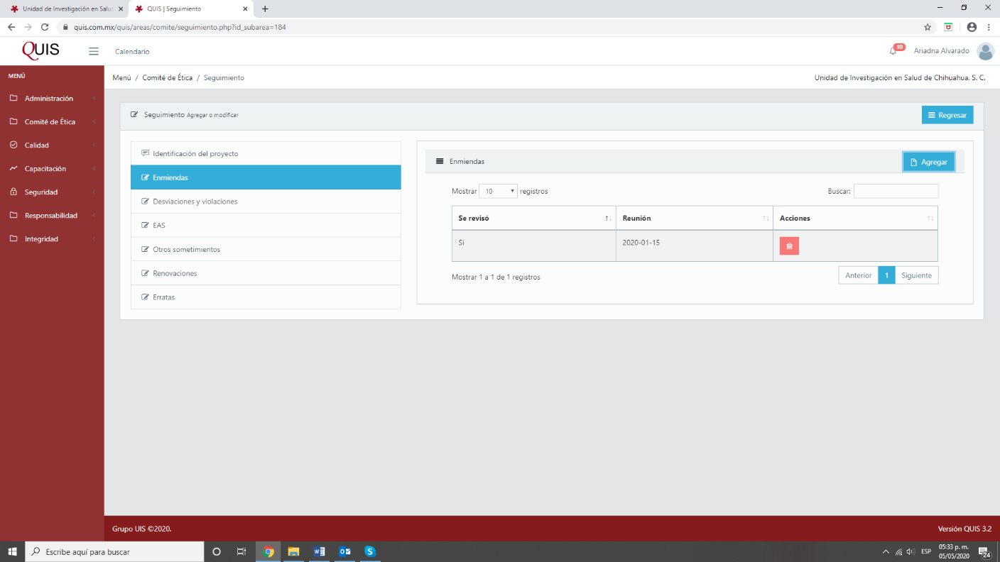 Unidad de Investigación en Salu
QUIS | Seguimiento
quis.com.mx/quis/areas/comite/seguimiento.php?id_subarea=184
QUIS
Calendario
10
Ariadna Alvarado
MENÚ
Administración
Comité de Ética
Calidad
Capacitación
Seguridad
Responsabilidad
Integridad
Menú / Comité de Ética / Seguimiento
Unidad de Investigación en Salud de Chihuahua, S. C.
Seguimiento Agregar o modificar
Regresar
Identificación del proyecto
Enmiendas
Desviaciones y violaciones
EAS
Otros sometimientos
Renovaciones
Erratas
Enmiendas
Agregar
Mostrar 10 registros
Buscar:
Se revisó Reunión Acciones
Si 2020-01-15
Mostrar 1 a 1 de 1 registros
Anterior 1 Siguiente
Grupo UIS ©2020.
Versión QUIS 3.2
Escribe aquí para buscar
ESP
05:33 p. m.
05/05/2020
24